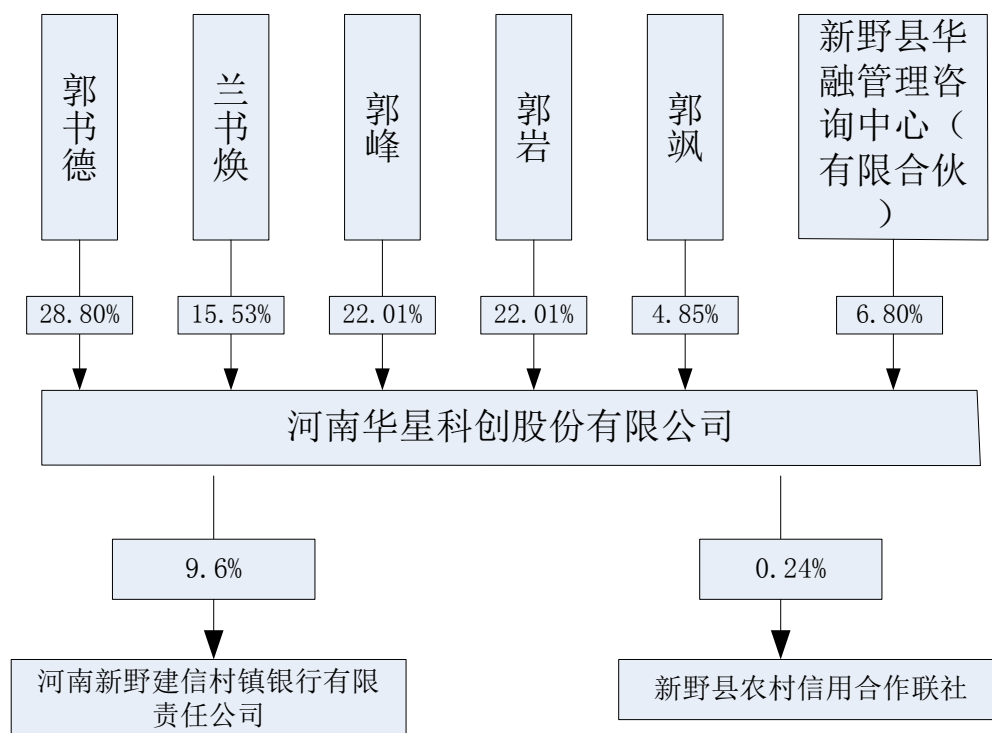 郭书德
兰书焕
郭峰
郭岩
郭飒
新野县华
融管理咨
询中心（
有限合伙
）
28.80%
15.53%
22.01%
22.01%
4.85%
6.80%
河南华星科创股份有限公司
9.6%
0.24%
河南新野建信村镇银行有限
责任公司
新野县农村信用合作联社